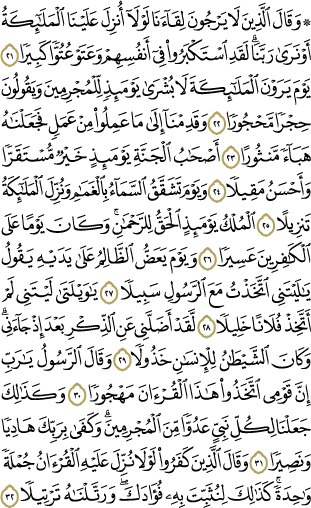 ۞ وَقَالَ ٱلَّذِينَ لَا يَرْجُونَ لِقَآءَنَا لَوْلَآ أُنزِلَ عَلَيْنَا ٱلْمَلَٰٓئِكَةُ
أَوْ نَرَىٰ رَبَّنَا ۗ لَقَدِ ٱسْتَكْبَرُوا۟ فِىٓ أَنفُسِهِمْ وَعَتَوْ عُتُوًّا كَبِيرًا ٢١
يَوْمَ يَرَوْنَ ٱلْمَلَٰٓئِكَةَ لَا بُشْرَىٰ يَوْمَئِذٍ لِّلْمُجْرِمِينَ وَيَقُولُونَ
حِجْرًا مَّحْجُورًا ٢٢ وَقَدِمْنَآ إِلَىٰ مَا عَمِلُوا۟ مِنْ عَمَلٍ فَجَعَلْنَٰهُ
هَبَآءً مَّنثُورًا ٢٣ أَصْحَٰبُ ٱلْجَنَّةِ يَوْمَئِذٍ خَيْرٌ مُّسْتَقَرًّا
وَأَحْسَنُ مَقِيلًا ٢٤ وَيَوْمَ تَشَقَّقُ ٱلسَّمَآءُ بِٱلْغَمَٰمِ وَنُزِّلَ ٱلْمَلَٰٓئِكَةُ
تَنزِيلًا ٢٥ ٱلْمُلْكُ يَوْمَئِذٍ ٱلْحَقُّ لِلرَّحْمَٰنِ ۚ وَكَانَ يَوْمًا عَلَى
ٱلْكَٰفِرِينَ عَسِيرًا ٢٦ وَيَوْمَ يَعَضُّ ٱلظَّالِمُ عَلَىٰ يَدَيْهِ يَقُولُ
يَٰلَيْتَنِى ٱتَّخَذْتُ مَعَ ٱلرَّسُولِ سَبِيلًا ٢٧ يَٰوَيْلَتَىٰ لَيْتَنِى لَمْ
أَتَّخِذْ فُلَانًا خَلِيلًا ٢٨ لَّقَدْ أَضَلَّنِى عَنِ ٱلذِّكْرِ بَعْدَ إِذْ جَآءَنِى ۗ
وَكَانَ ٱلشَّيْطَٰنُ لِلْإِنسَٰنِ خَذُولًا ٢٩ وَقَالَ ٱلرَّسُولُ يَٰرَبِّ
إِنَّ قَوْمِى ٱتَّخَذُوا۟ هَٰذَا ٱلْقُرْءَانَ مَهْجُورًا ٣٠ وَكَذَٰلِكَ
جَعَلْنَا لِكُلِّ نَبِىٍّ عَدُوًّا مِّنَ ٱلْمُجْرِمِينَ ۗ وَكَفَىٰ بِرَبِّكَ هَادِيًا
وَنَصِيرًا ٣١ وَقَالَ ٱلَّذِينَ كَفَرُوا۟ لَوْلَا نُزِّلَ عَلَيْهِ ٱلْقُرْءَانُ جُمْلَةً
وَٰحِدَةً ۚ كَذَٰلِكَ لِنُثَبِّتَ بِهِۦ فُؤَادَكَ ۖ وَرَتَّلْنَٰهُ تَرْتِيلًا ٣٢